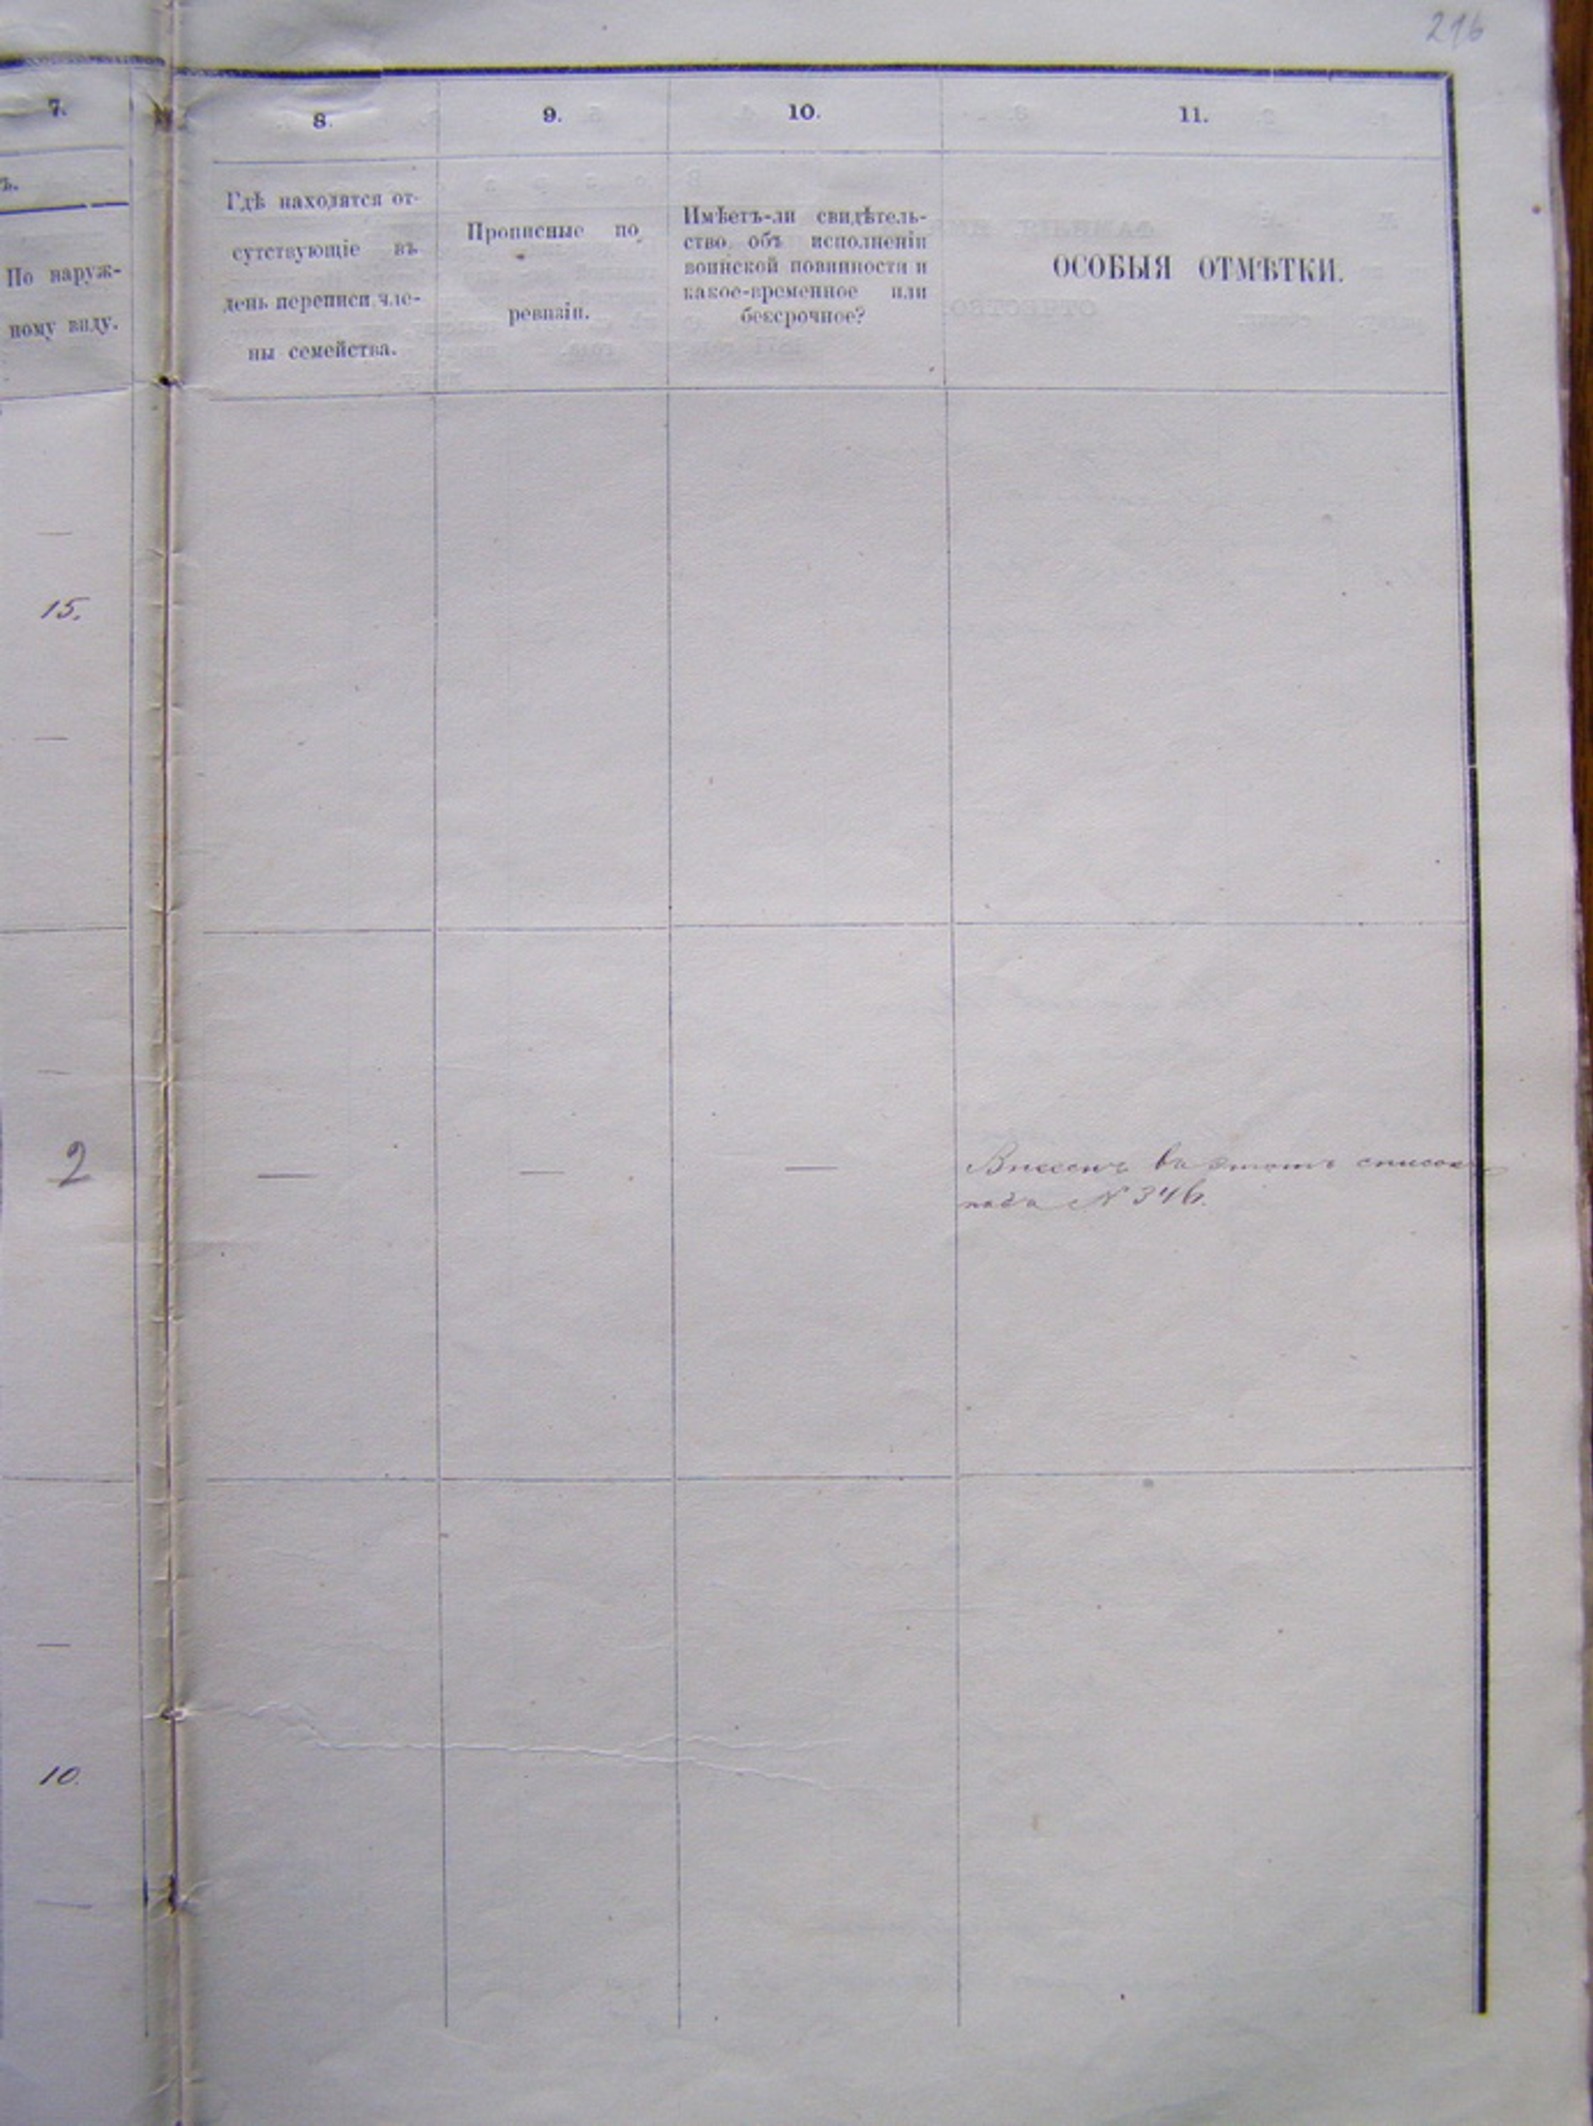 216
7.
8.
9.
10.
11.
ъ.
По наруж-
ному виду.
Гдѣ находятся от-
сутствующіе въ
день переписи чле-
ны семейства.
Прописные по
ревизіи.
Имѣетъ-ли свидѣтель-
ство объ исполненіи
воинской повинности и
какое-временное или
безсрочное?
ОСОБЫЯ ОТМѢТКИ.
—
15.
—
—
2
—
—
—
Внесенъ въ этотъ списокъ
подъ № 346.
—
10.
—